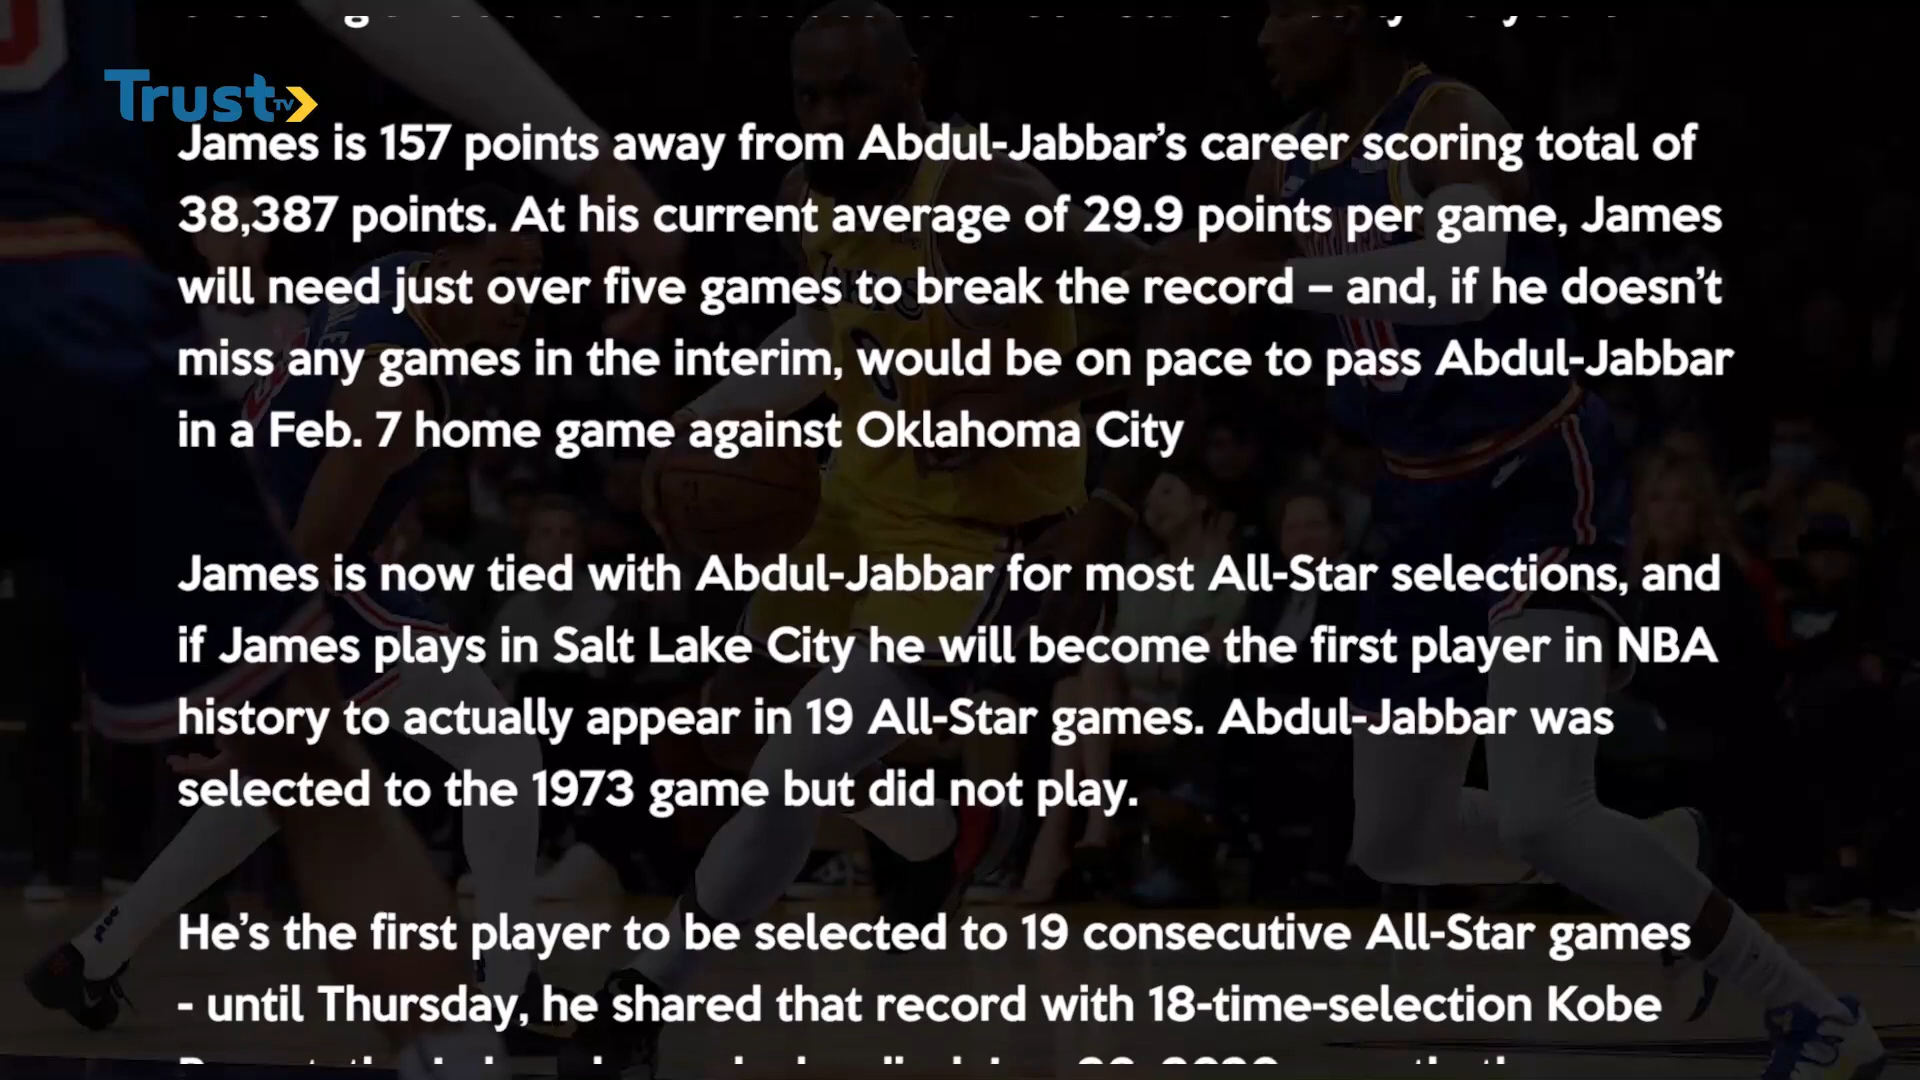 Trust TV
James is 157 points away from Abdul-Jabbar’s career scoring total of
38,387 points. At his current average of 29.9 points per game, James
will need just over five games to break the record – and, if he doesn’t
miss any games in the interim, would be on pace to pass Abdul-Jabbar
in a Feb. 7 home game against Oklahoma City
James is now tied with Abdul-Jabbar for most All-Star selections, and
if James plays in Salt Lake City he will become the first player in NBA
history to actually appear in 19 All-Star games. Abdul-Jabbar was
selected to the 1973 game but did not play.
He’s the first player to be selected to 19 consecutive All-Star games
- until Thursday, he shared that record with 18-time-selection Kobe